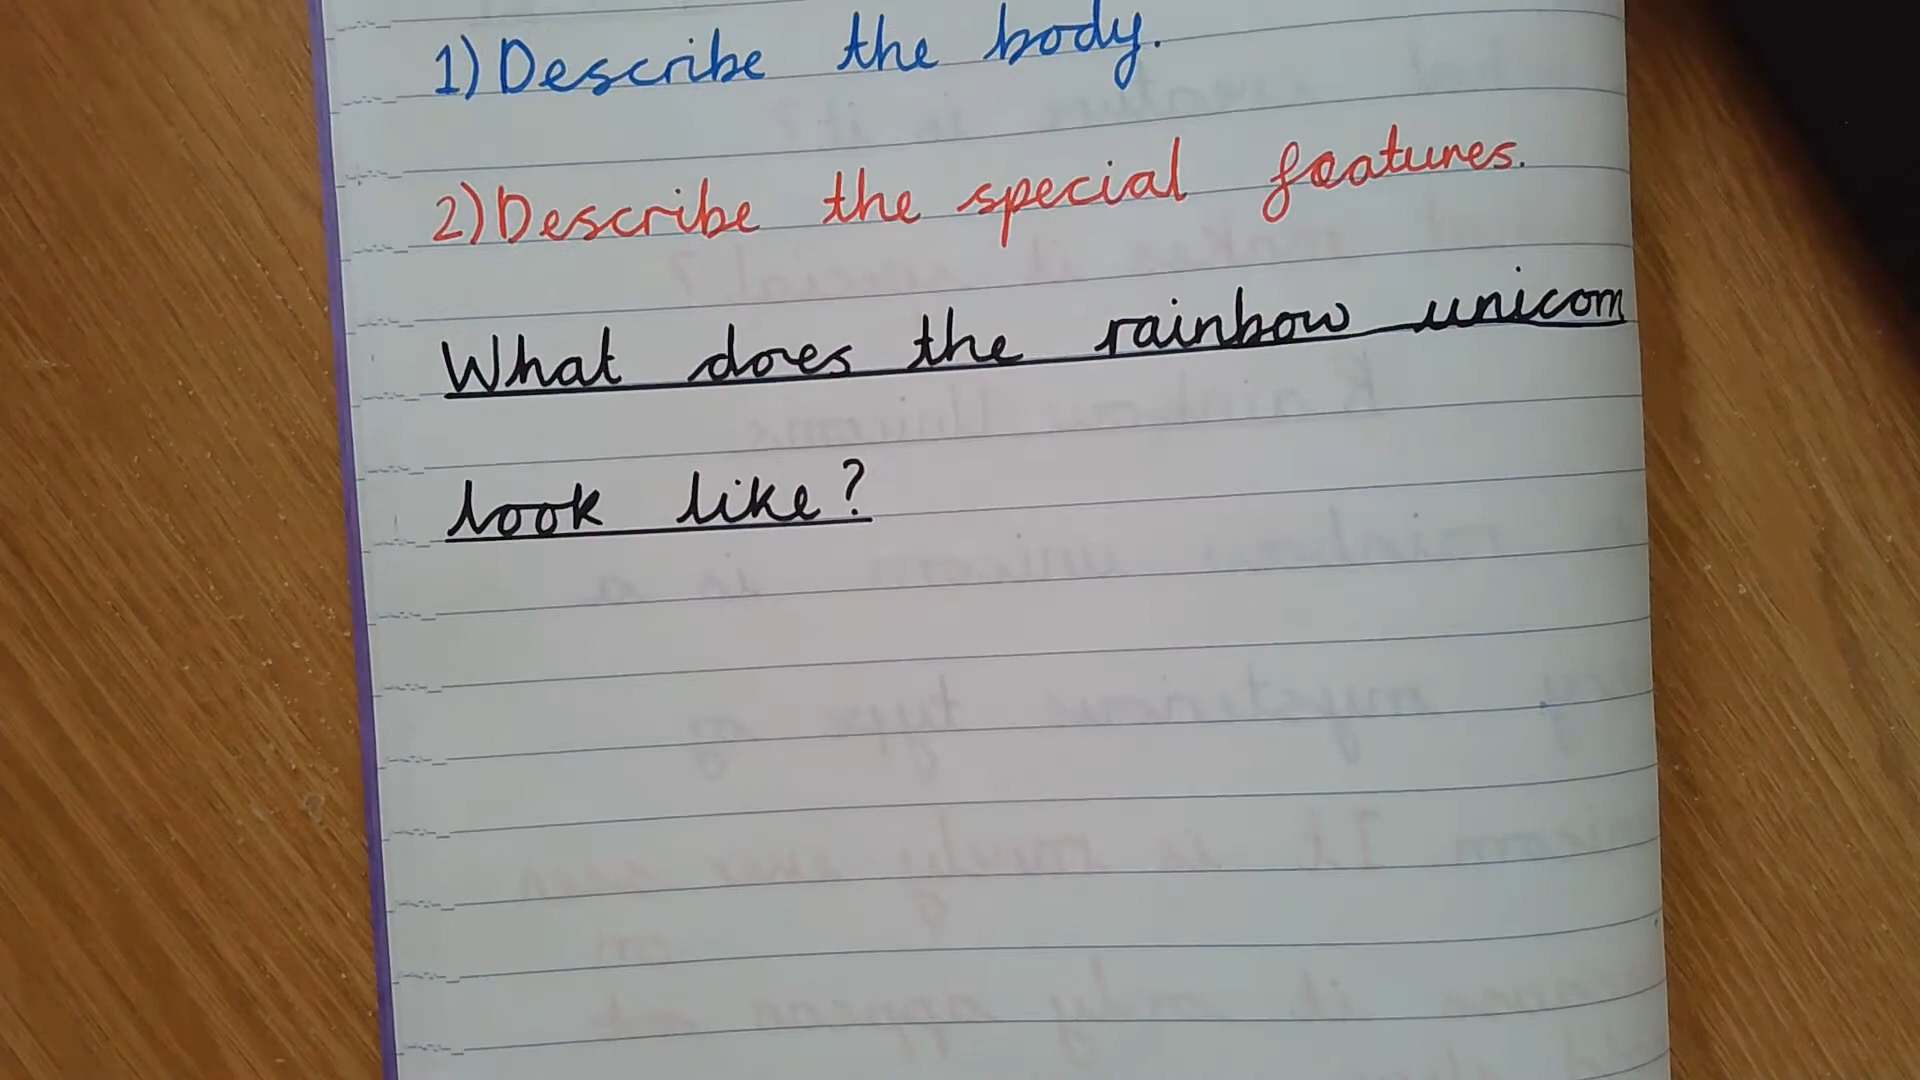 1) Describe the body.
2) Describe the special features.
What does the rainbow unicorn
look like?